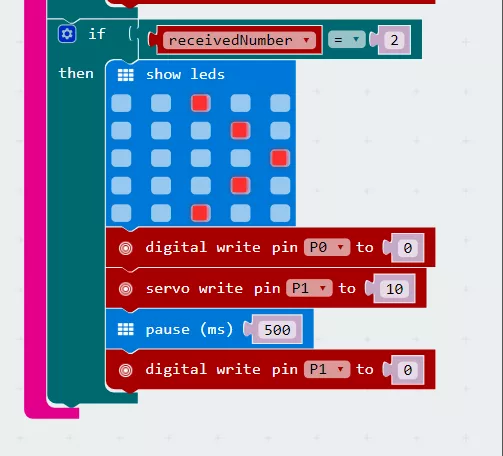 if receivedNumber = 2
then show leds
digital write pin P0 to 0
servo write pin P1 to 10
pause (ms) 500
digital write pin P1 to 0